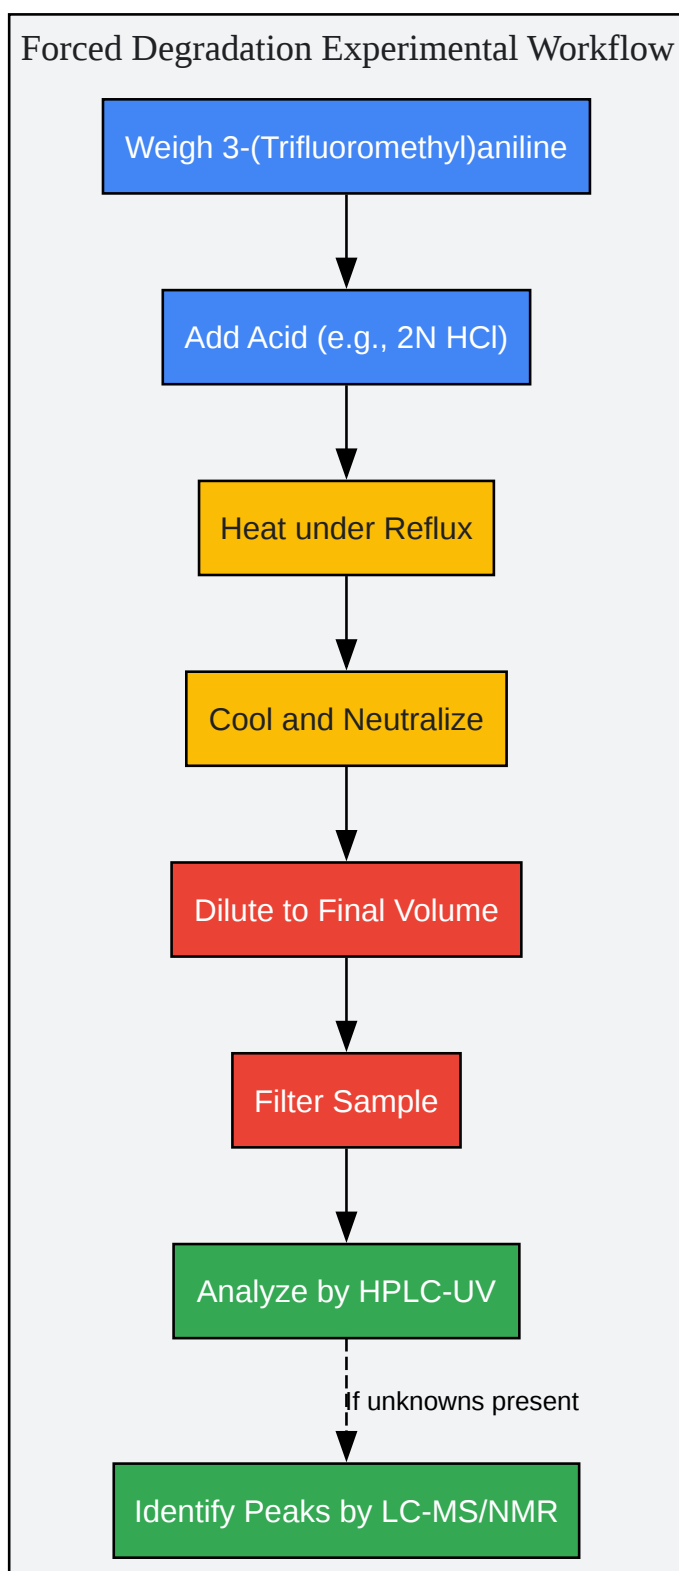 Forced Degradation Experimental Workflow
Weigh 3-(Trifluoromethyl)aniline
Add Acid (e.g., 2N HCl)
Heat under Reflux
Cool and Neutralize
Dilute to Final Volume
Filter Sample
Analyze by HPLC-UV
If unknowns present
Identify Peaks by LC-MS/NMR